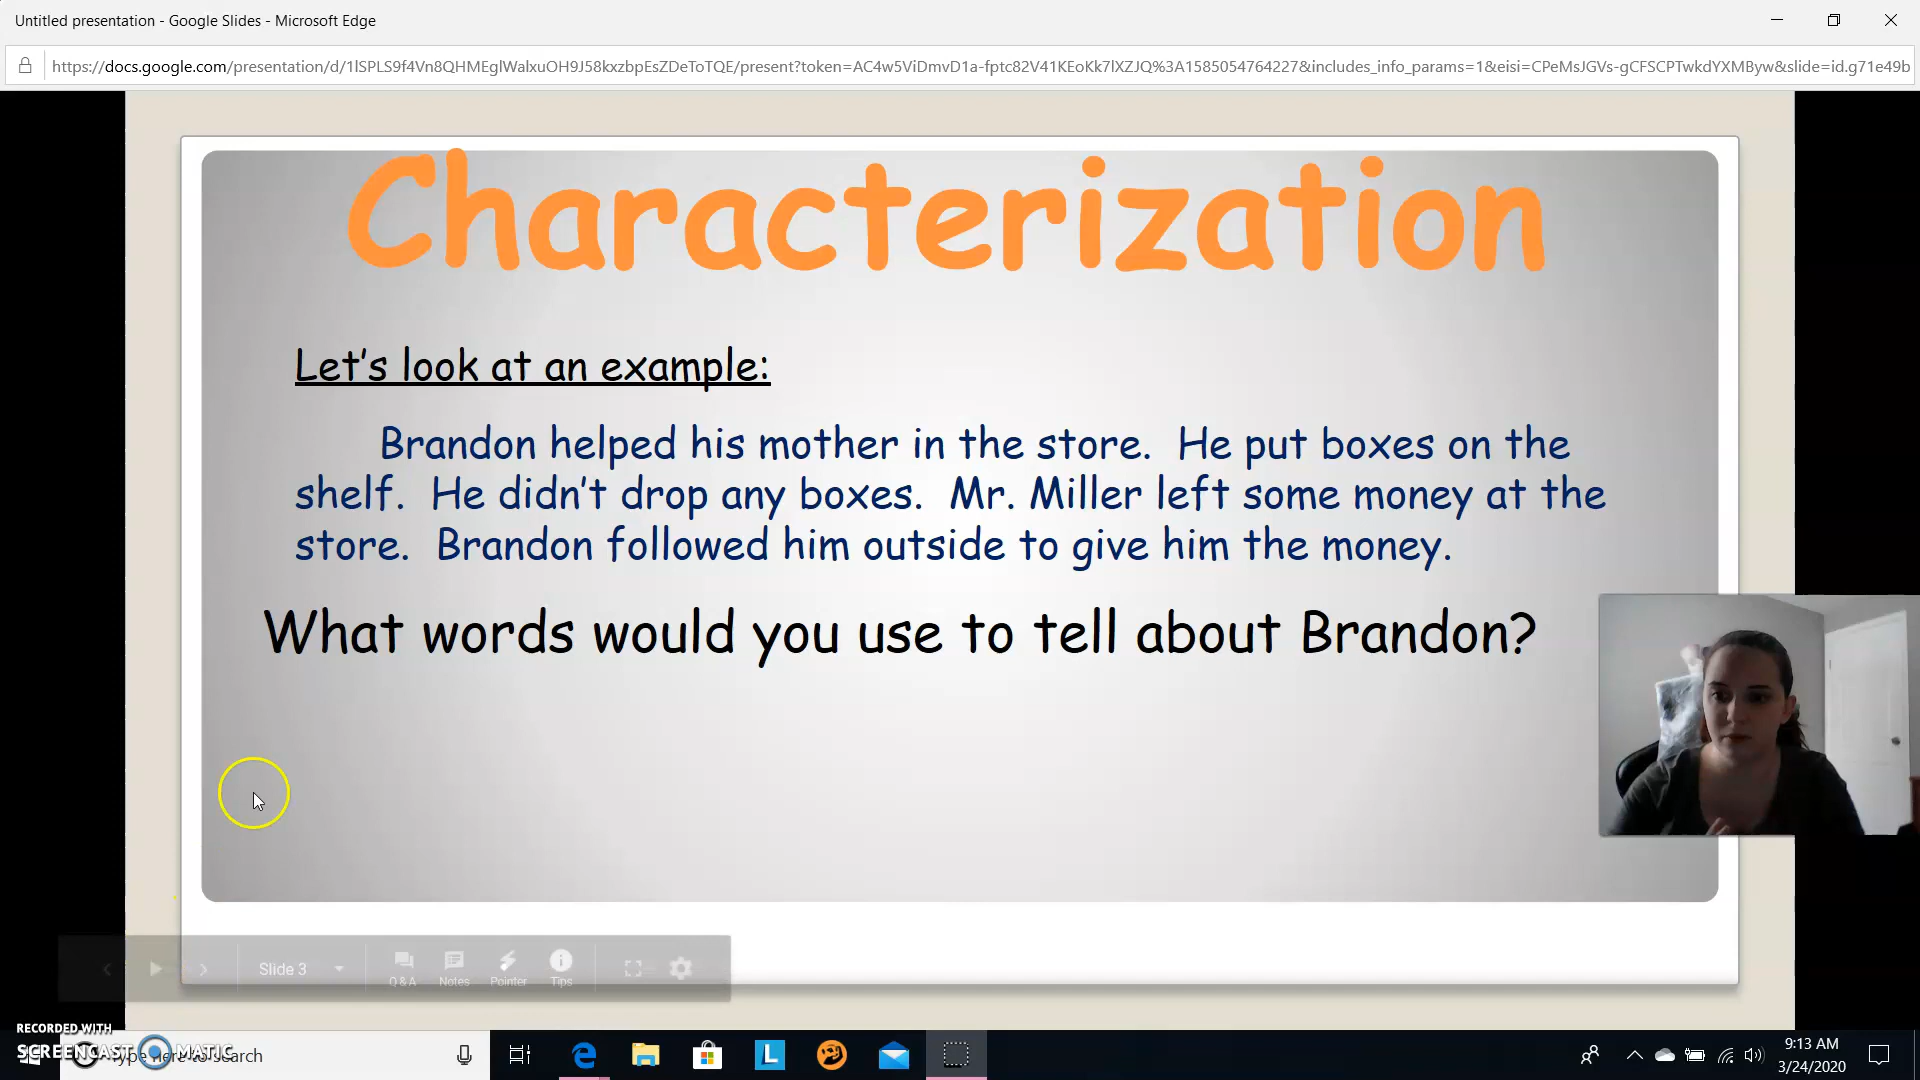 Untitled presentation - Google Slides - Microsoft Edge
https://docs.google.com/presentation/d/1lSPLS9f4Vn8QHMEglWalxuOH9J58kxzbpEsZDeToTQE/present?token=AC4w5ViDmvD1a-fptc82V41KEoKk7lXZJQ%3A1585054764227&includes_info_params=1&eisi=CPeMsJGVs-gCFSCPTwkdYXMByw&slide=id.g71e49b
Characterization
Let's look at an example:
Brandon helped his mother in the store. He put boxes on the
shelf. He didn't drop any boxes. Mr. Miller left some money at the
store. Brandon followed him outside to give him the money.
What words would you use to tell about Brandon?
Slide 3
Q & A
Notes
Pointer
Tips
RECORDED WITH
SCREENCAST MATIC
Type here to search
L
9:13 AM
3/24/2020